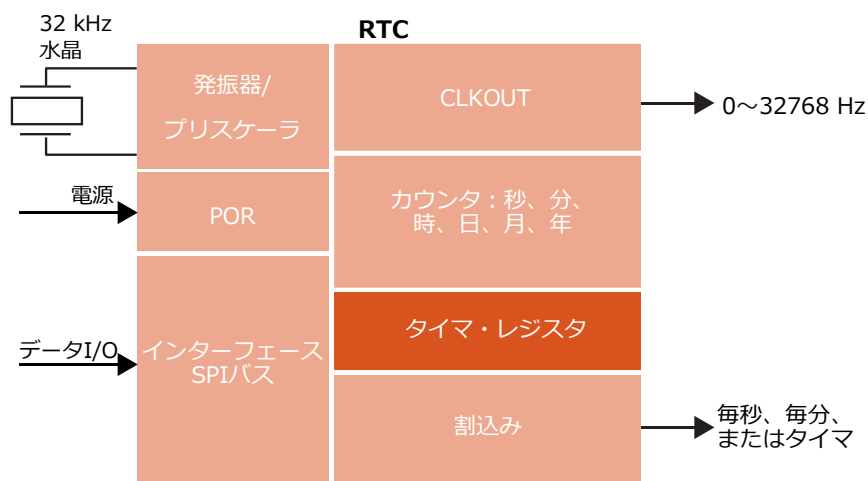 RTC
32 kHz
水晶
発振器/
プリスケーラ
CLKOUT
0～32768 Hz
電源
POR
カウンタ：秒、分、
時、日、月、年
タイマ・レジスタ
データI/O
インターフェース
SPIバス
割込み
毎秒、毎分、
またはタイマ